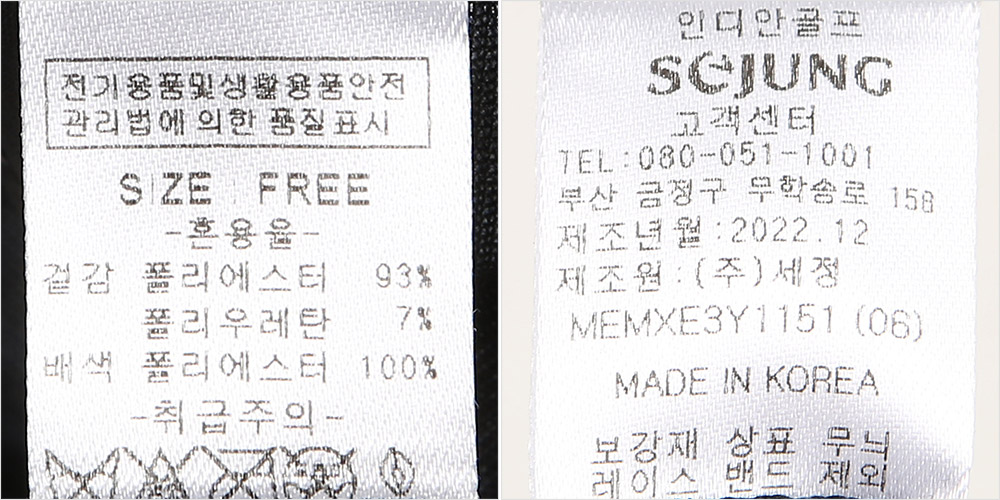 전기용품및생활용품안전
관리법에 의한 품질표시
SIZE FREE
-혼용율-
겉감 폴리에스터 93%
폴리우레탄 7%
배색 폴리에스터 100%
-취급주의-
인디안골프
SEJUNG
고객센터
TEL:080-051-1001
부산 금정구 무학송로 158
제조년월:2022.12
제조원:(주)세정
MEMXE3Y1151 (06)
MADE IN KOREA
보강재 상표 무늬
레이스 밴드 제외